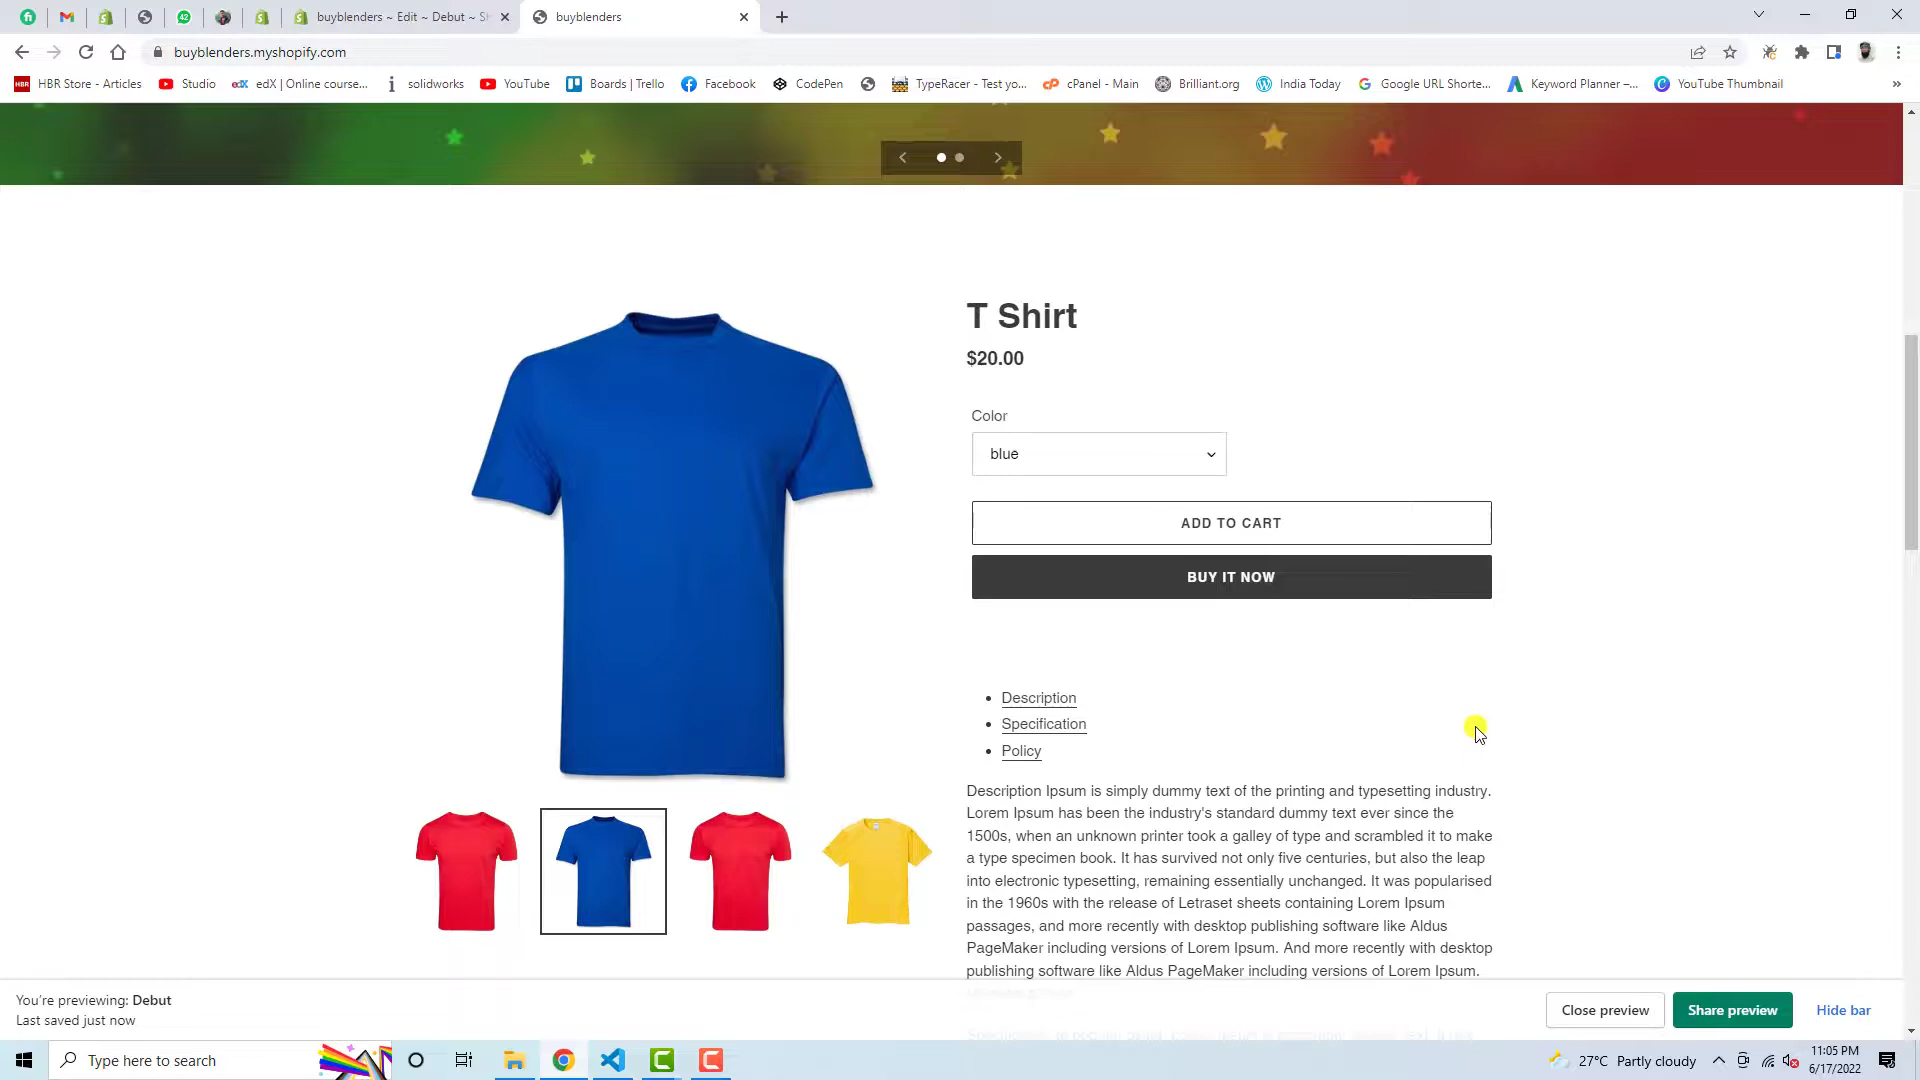 buyblenders ~ Edit ~ Debut ~ Sh
buyblenders
buyblenders.myshopify.com
HBR Store - Articles
Studio
edX | Online course...
solidworks
YouTube
Boards | Trello
Facebook
CodePen
TypeRacer - Test yo...
cPanel - Main
Brilliant.org
India Today
Google URL Shorte...
Keyword Planner –...
YouTube Thumbnail
T Shirt
$20.00
Color
blue
ADD TO CART
BUY IT NOW
Description
Specification
Policy
Description Ipsum is simply dummy text of the printing and typesetting industry.
Lorem Ipsum has been the industry's standard dummy text ever since the
1500s, when an unknown printer took a galley of type and scrambled it to make
a type specimen book. It has survived not only five centuries, but also the leap
into electronic typesetting, remaining essentially unchanged. It was popularised
in the 1960s with the release of Letraset sheets containing Lorem Ipsum
passages, and more recently with desktop publishing software like Aldus
PageMaker including versions of Lorem Ipsum. And more recently with desktop
publishing software like Aldus PageMaker including versions of Lorem Ipsum.
You're previewing: Debut
Last saved just now
Close preview
Share preview
Hide bar
Type here to search
27°C Partly cloudy
11:05 PM
6/17/2022